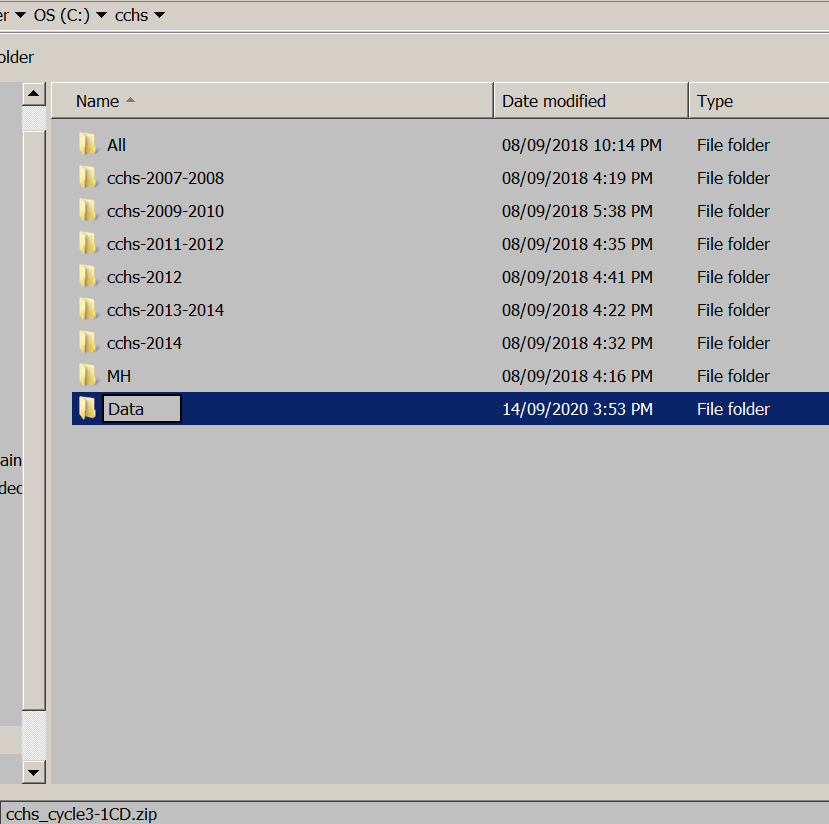 er OS (C:) cchs
older
Name Date modified Type
All 08/09/2018 10:14 PM File folder
cchs-2007-2008 08/09/2018 4:19 PM File folder
cchs-2009-2010 08/09/2018 5:38 PM File folder
cchs-2011-2012 08/09/2018 4:35 PM File folder
cchs-2012 08/09/2018 4:41 PM File folder
cchs-2013-2014 08/09/2018 4:22 PM File folder
cchs-2014 08/09/2018 4:32 PM File folder
MH 08/09/2018 4:16 PM File folder
Data 14/09/2020 3:53 PM File folder
ain
dec
cchs_cycle3-1CD.zip